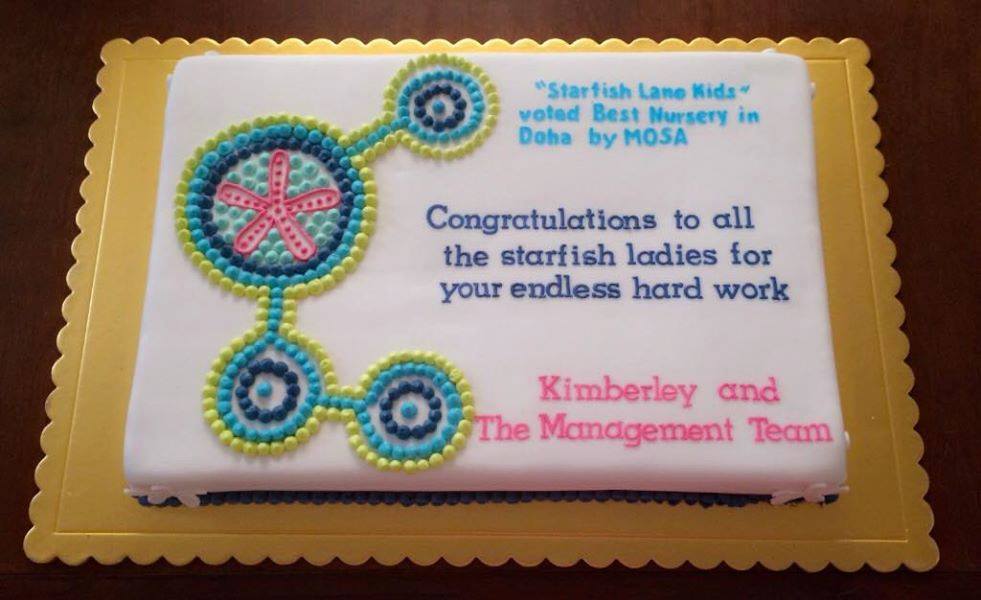 "Starfish Lane Kids"
voted Best Nursery in
Doha by MOSA
Congratulations to all
the starfish ladies for
your endless hard work
Kimberley and
The Management Team